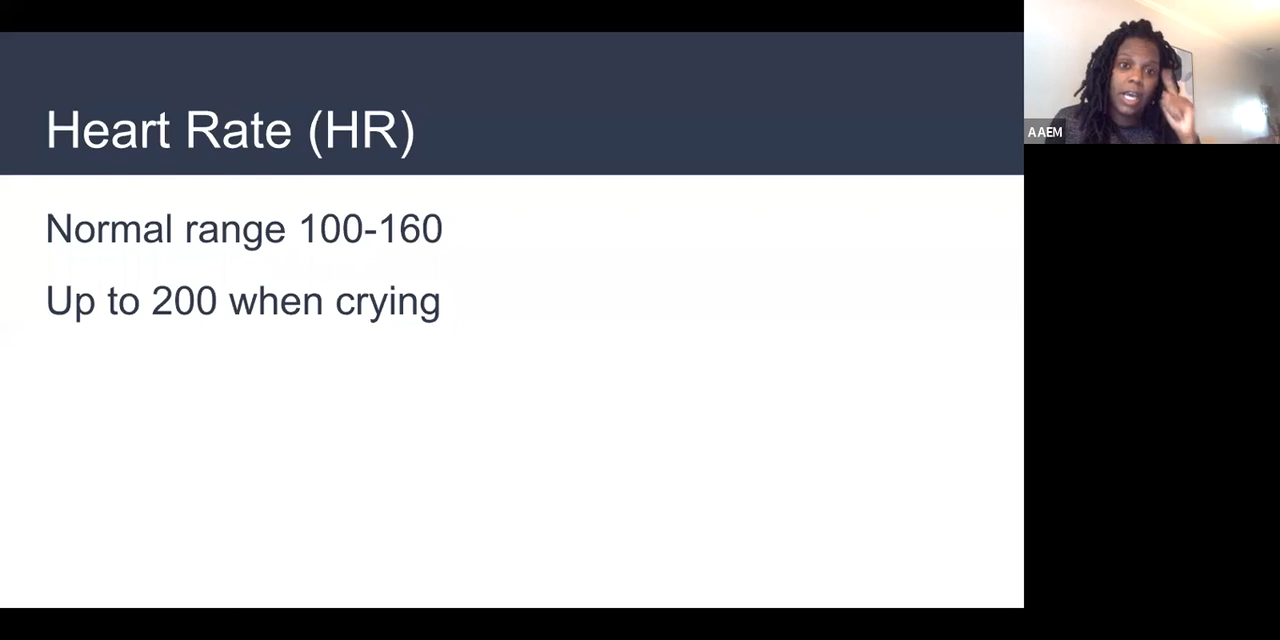 Heart Rate (HR)
Normal range 100-160
Up to 200 when crying
AAEM